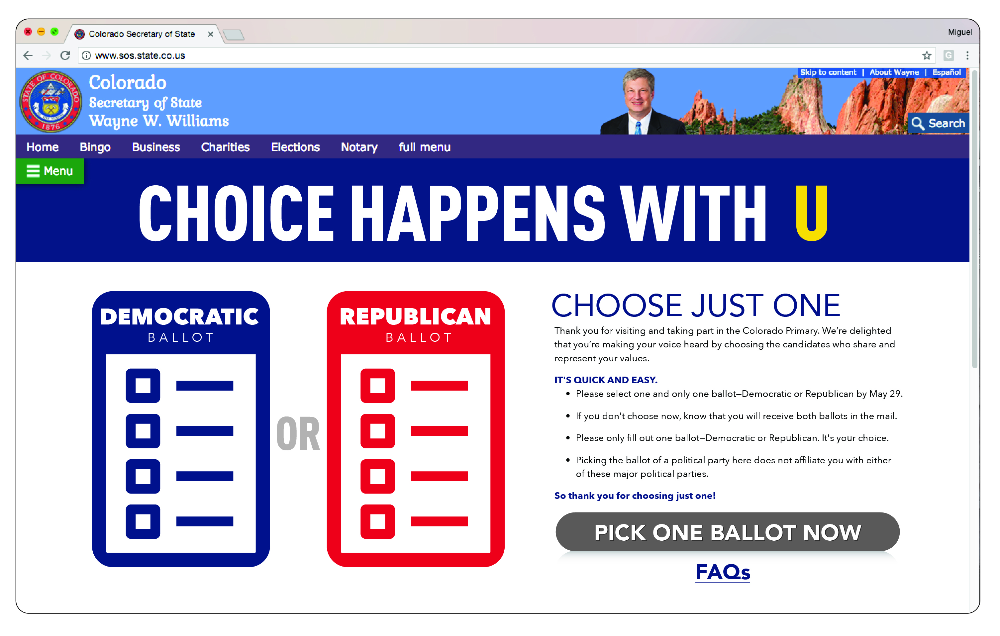 Colorado Secretary of State
Miguel
www.sos.state.co.us
G
Skip to content | About Wayne | Español
STATE OF COLORADO
1876
Colorado
Secretary of State
Wayne W. Williams
Search
Home Bingo Business Charities Elections Notary full menu
Menu
CHOICE HAPPENS WITH U
DEMOCRATIC
BALLOT
OR
REPUBLICAN
BALLOT
CHOOSE JUST ONE
Thank you for visiting and taking part in the Colorado Primary. We’re delighted
that you’re making your voice heard by choosing the candidates who share and
represent your values.
IT'S QUICK AND EASY.
• Please select one and only one ballot–Democratic or Republican by May 29.
• If you don't choose now, know that you will receive both ballots in the mail.
• Please only fill out one ballot–Democratic or Republican. It's your choice.
• Picking the ballot of a political party here does not affiliate you with either
of these major political parties.
So thank you for choosing just one!
PICK ONE BALLOT NOW
FAQs